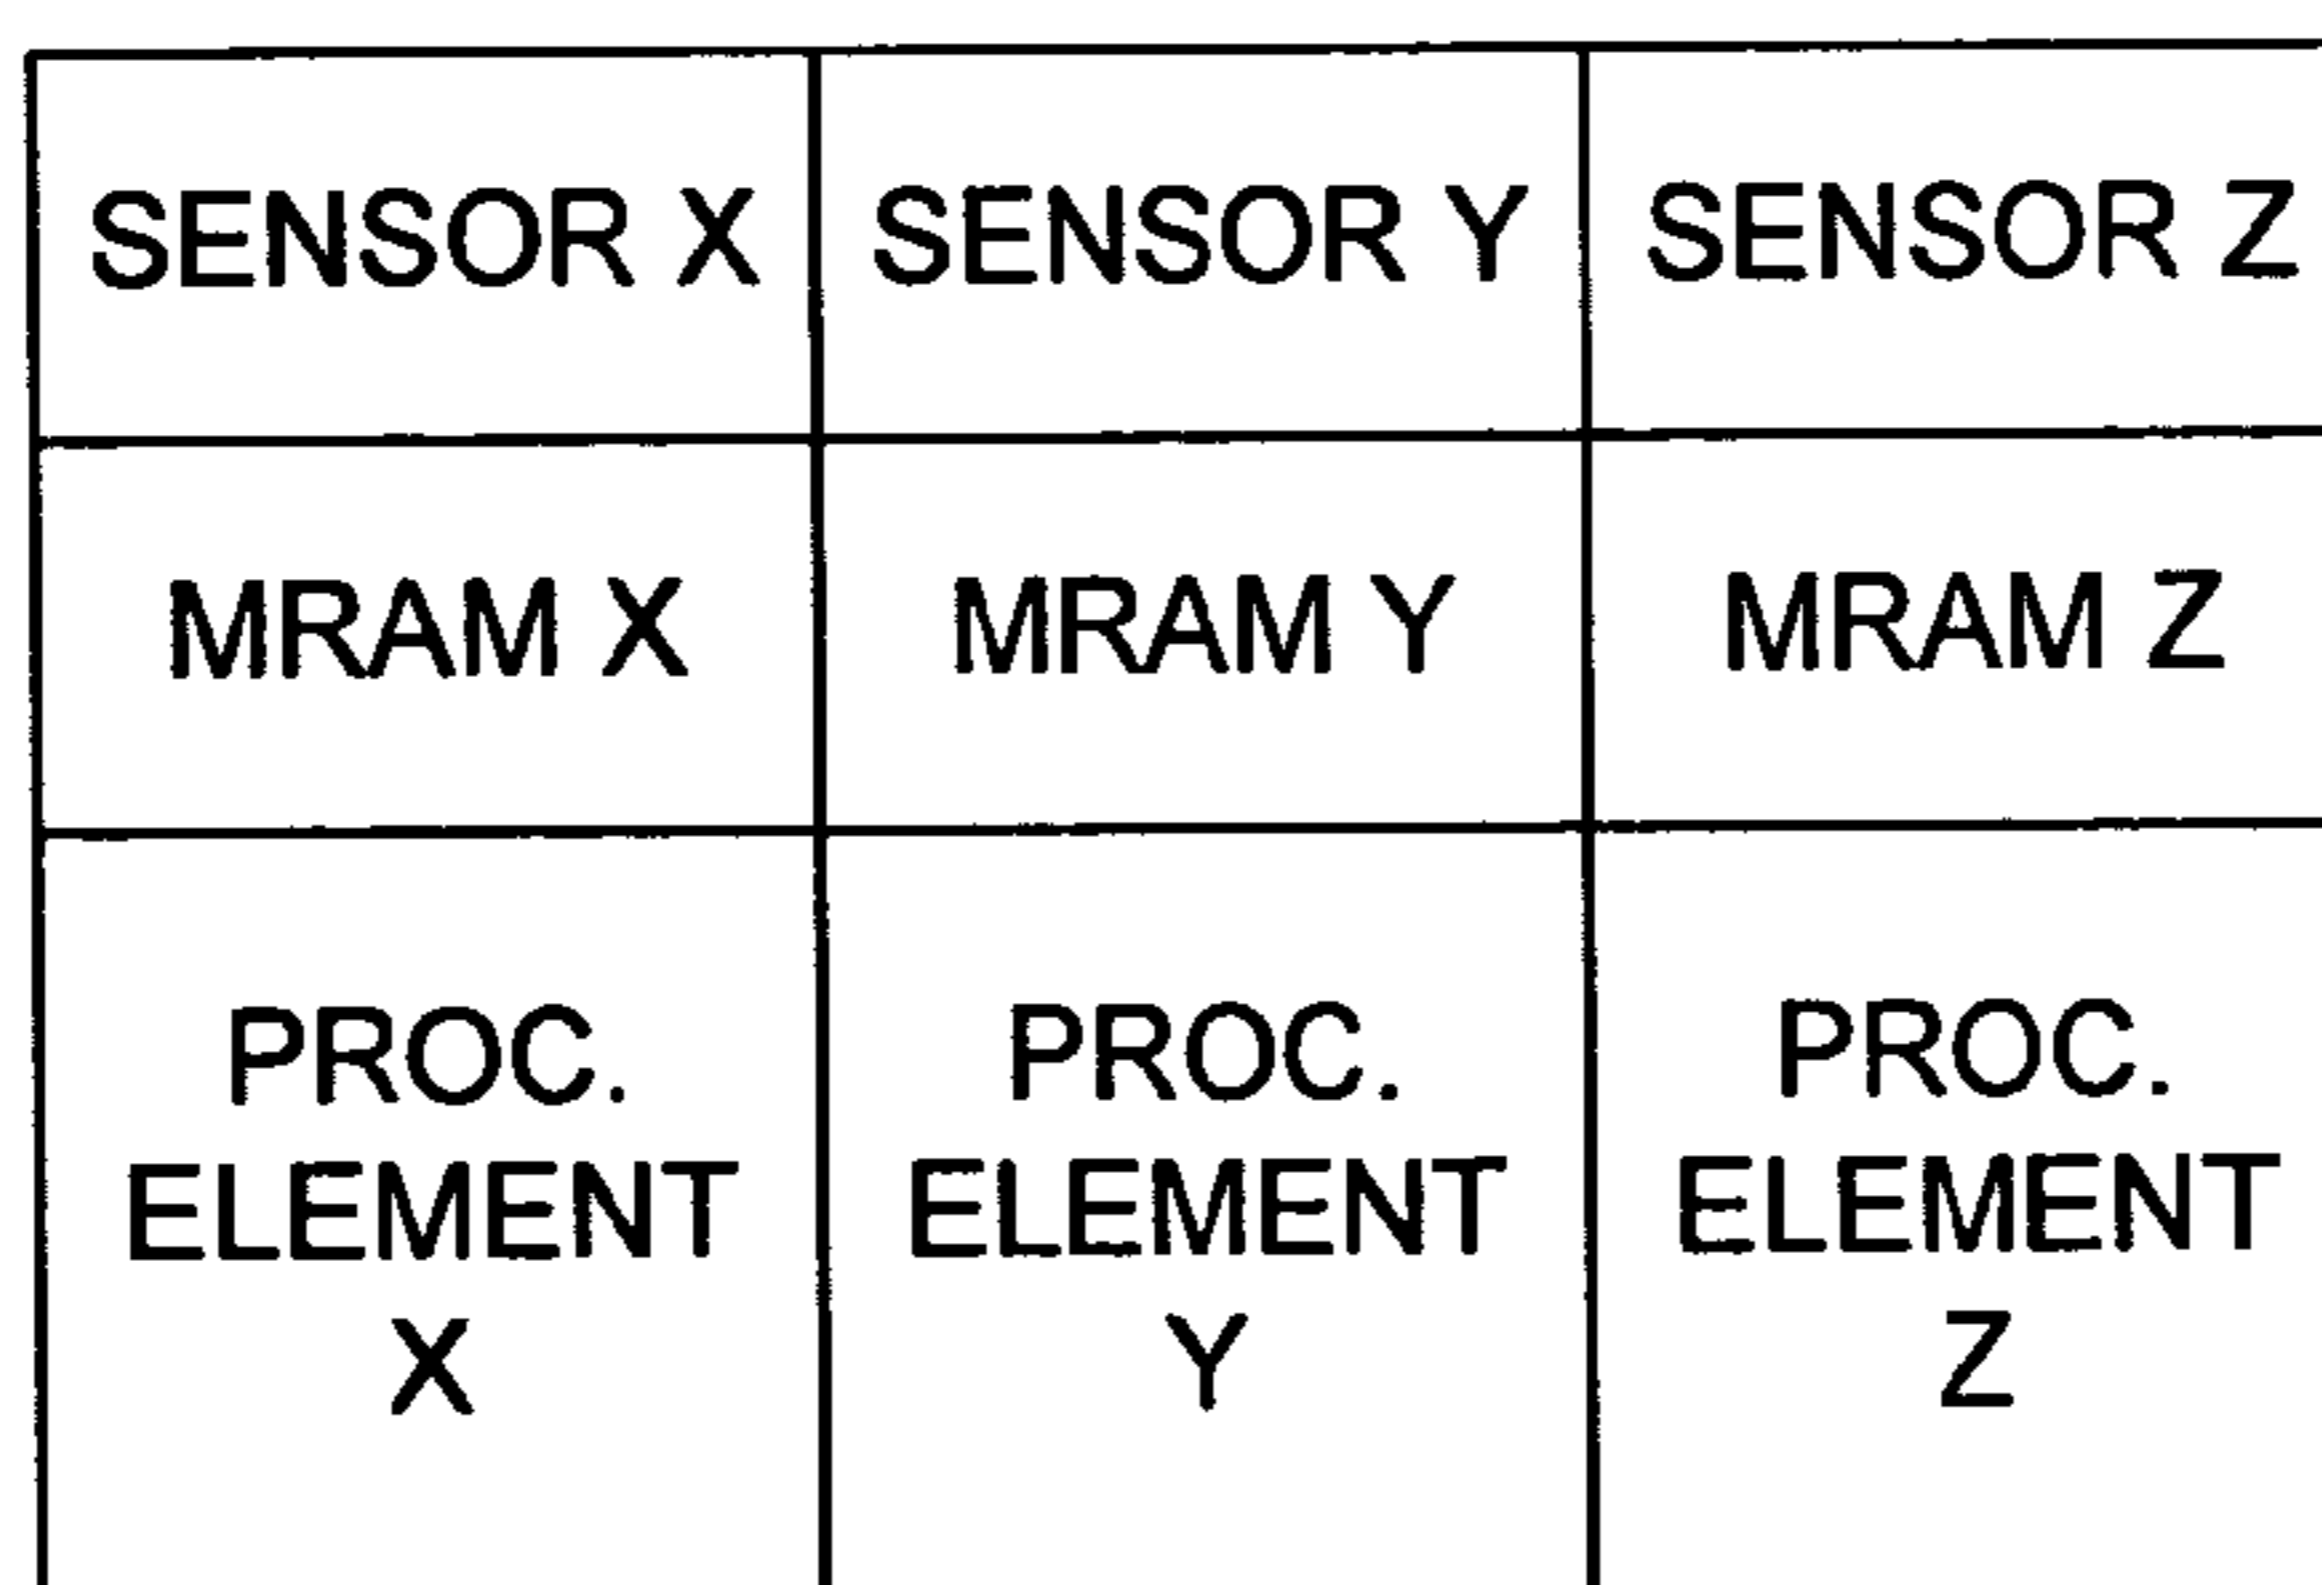 SENSOR X SENSOR Y SENSOR Z
MRAM X MRAM Y MRAM Z
PROC. PROC. PROC.
ELEMENT ELEMENT ELEMENT
X Y Z